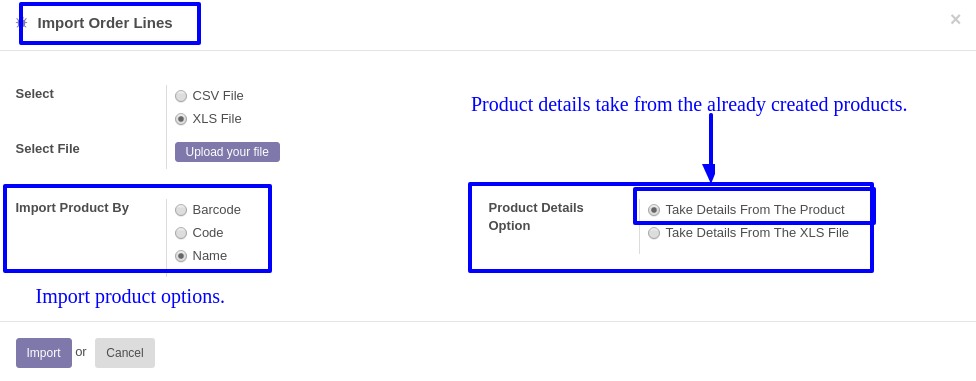 Import Order Lines
×
Select
CSV File
XLS File
Select File
Upload your file
Product details take from the already created products.
Import Product By
Barcode
Code
Name
Product Details
Option
Take Details From The Product
Take Details From The XLS File
Import product options.
Import or Cancel